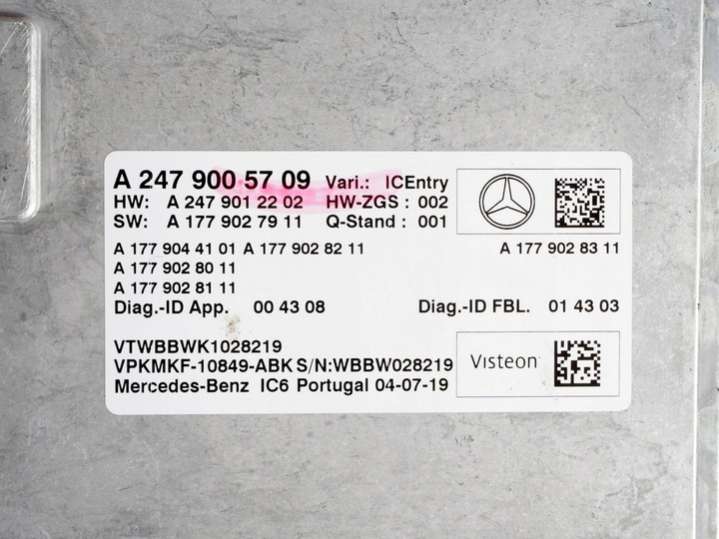 A 247 900 57 09 Vari.: ICEntry
HW: A 247 901 22 02 HW-ZGS : 002
SW: A 177 902 79 11 Q-Stand : 001
A 177 904 41 01 A 177 902 82 11 A 177 902 83 11
A 177 902 80 11
A 177 902 81 11
Diag.-ID App. 00 43 08 Diag.-ID FBL. 01 43 03
VTWBBWK1028219
VPKMKF-10849-ABK S/N:WBBW028219
Mercedes-Benz IC6 Portugal 04-07-19
Visteon